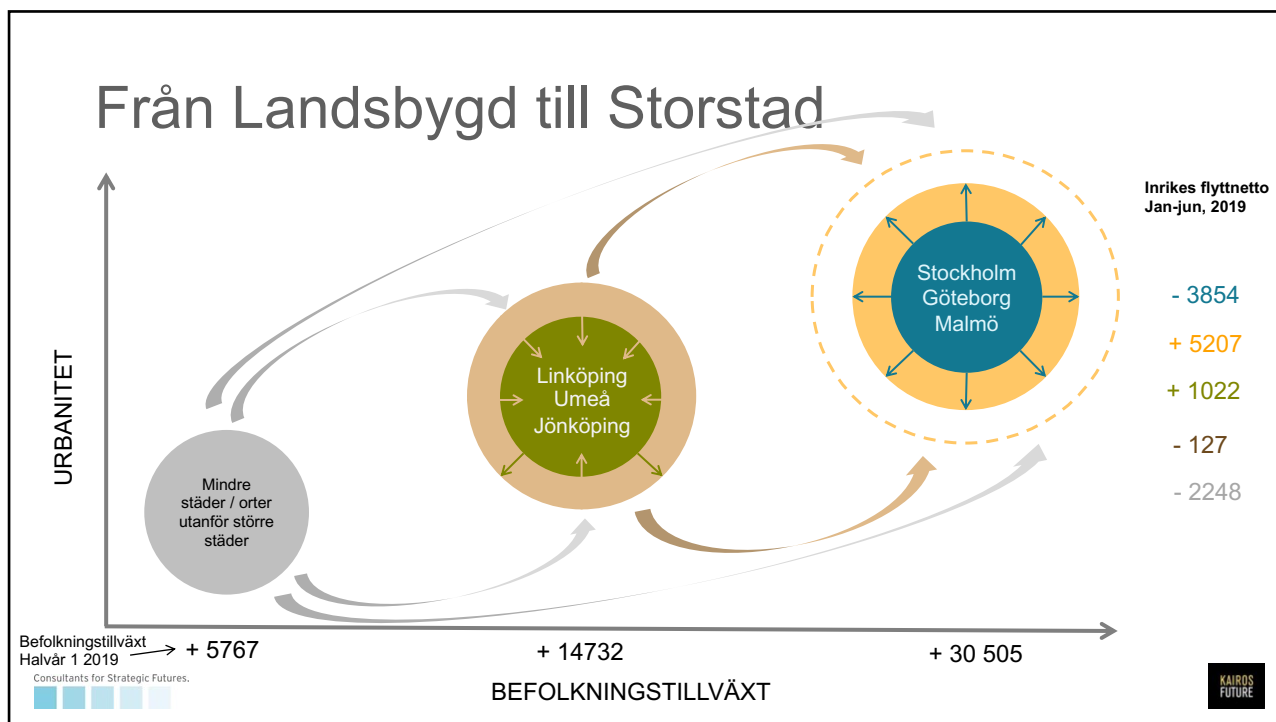 Från Landsbygd till Storstad
Inrikes flyttnetto
Jan-jun, 2019
Stockholm
Göteborg
Malmö
- 3854
+ 5207
+ 1022
- 127
- 2248
Linköping
Umeå
Jönköping
URBANITET
Mindre
städer / orter
utanför större
städer
Befolkningstillväxt
Halvår 1 2019
+ 5767
+ 14732
+ 30 505
Consultants for Strategic Futures.
BEFOLKNINGSTILLVÄXT
KAIROS
FUTURE